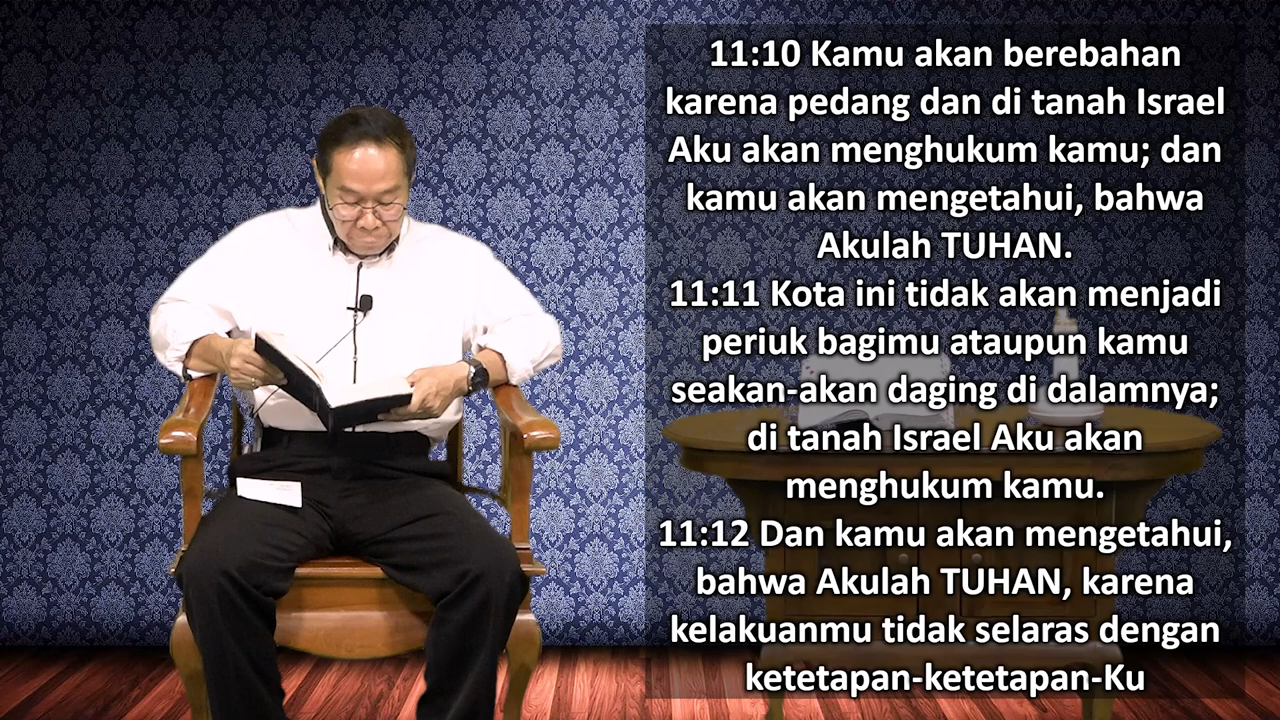 11:10 Kamu akan berebahan
karena pedang dan di tanah Israel
Aku akan menghukum kamu; dan
kamu akan mengetahui, bahwa
Akulah TUHAN.
11:11 Kota ini tidak akan menjadi
periuk bagimu ataupun kamu
seakan-akan daging di dalamnya;
di tanah Israel Aku akan
menghukum kamu.
11:12 Dan kamu akan mengetahui,
bahwa Akulah TUHAN, karena
kelakuanmu tidak selaras dengan
ketetapan-ketetapan-Ku